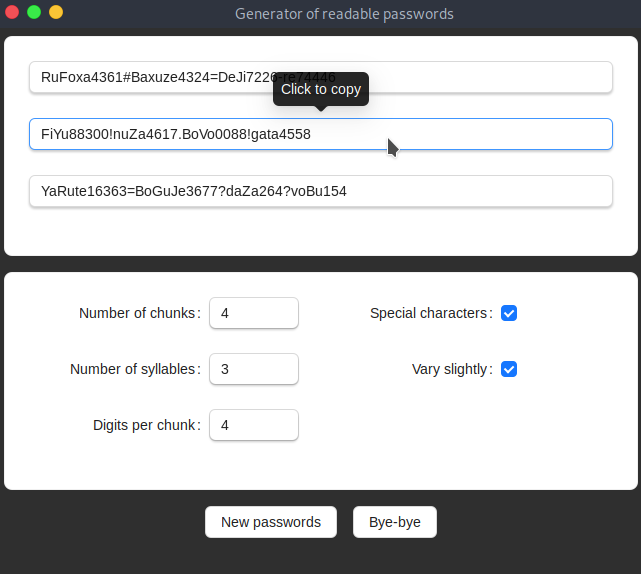 Generator of readable passwords
RuFoxa4361#Baxuze4324=DeJi7226-re74446
Click to copy
FiYu88300!nuZa4617.BoVo0088!gata4558
YaRute16363=BoGuJe3677?daZa264?voBu154
Number of chunks: 4
Special characters:
Number of syllables: 3
Vary slightly:
Digits per chunk: 4
New passwords
Bye-bye